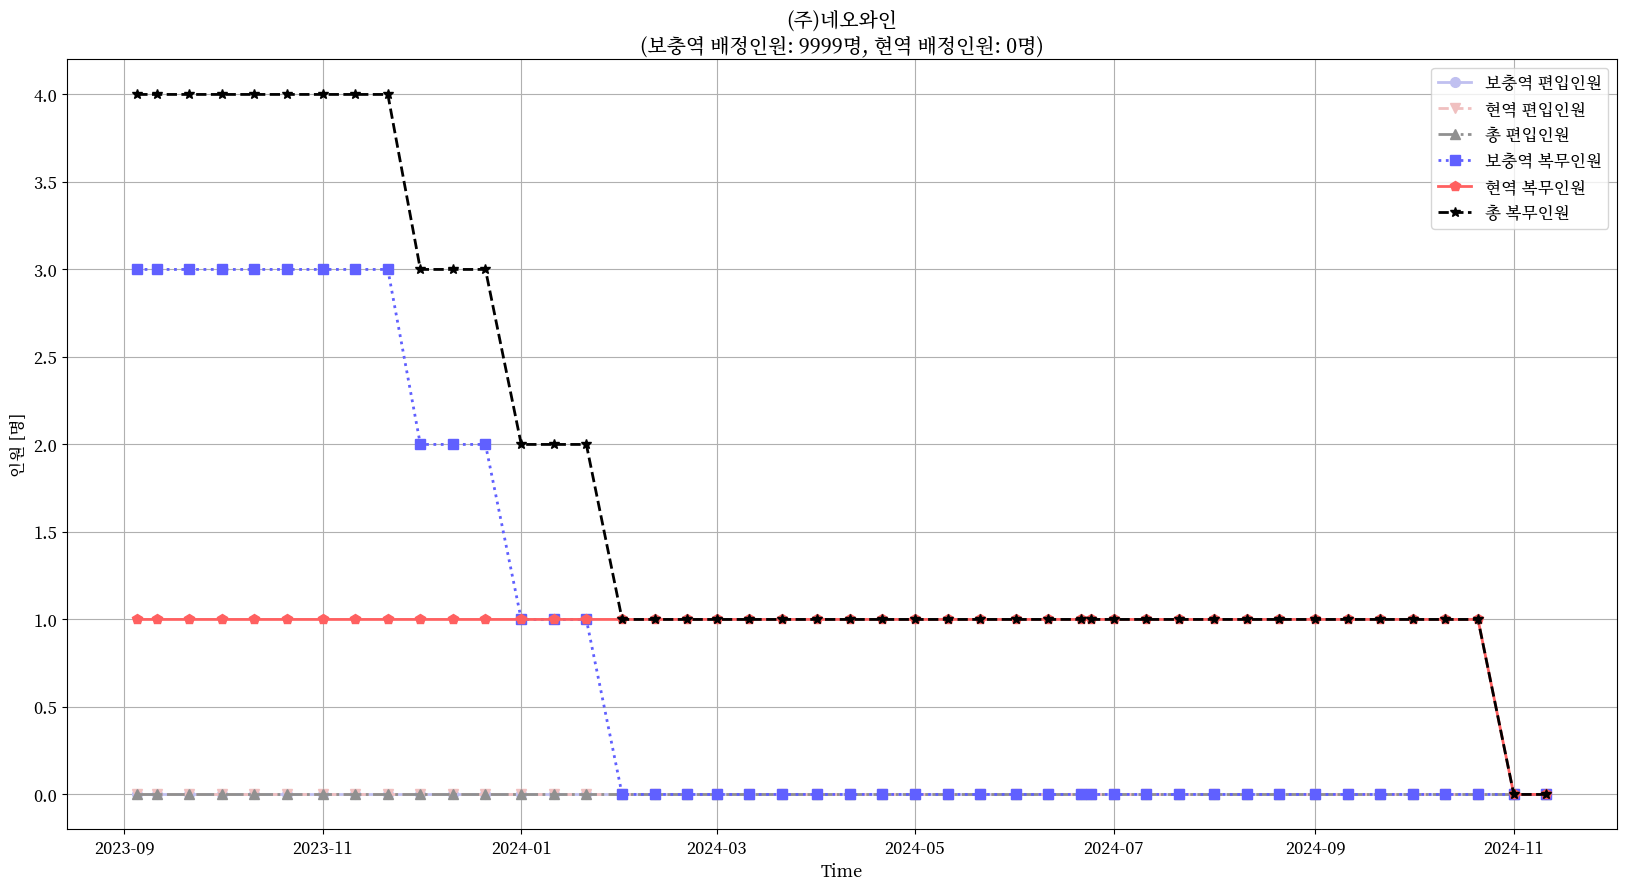 (주)네오와인
(보충역 배정인원: 9999명, 현역 배정인원: 0명)
보충역 편입인원
현역 편입인원
총 편입인원
보충역 복무인원
현역 복무인원
총 복무인원
인원 [명]
4.0
3.5
3.0
2.5
2.0
1.5
1.0
0.5
0.0
2023-09 2023-11 2024-01 2024-03 2024-05 2024-07 2024-09 2024-11
Time